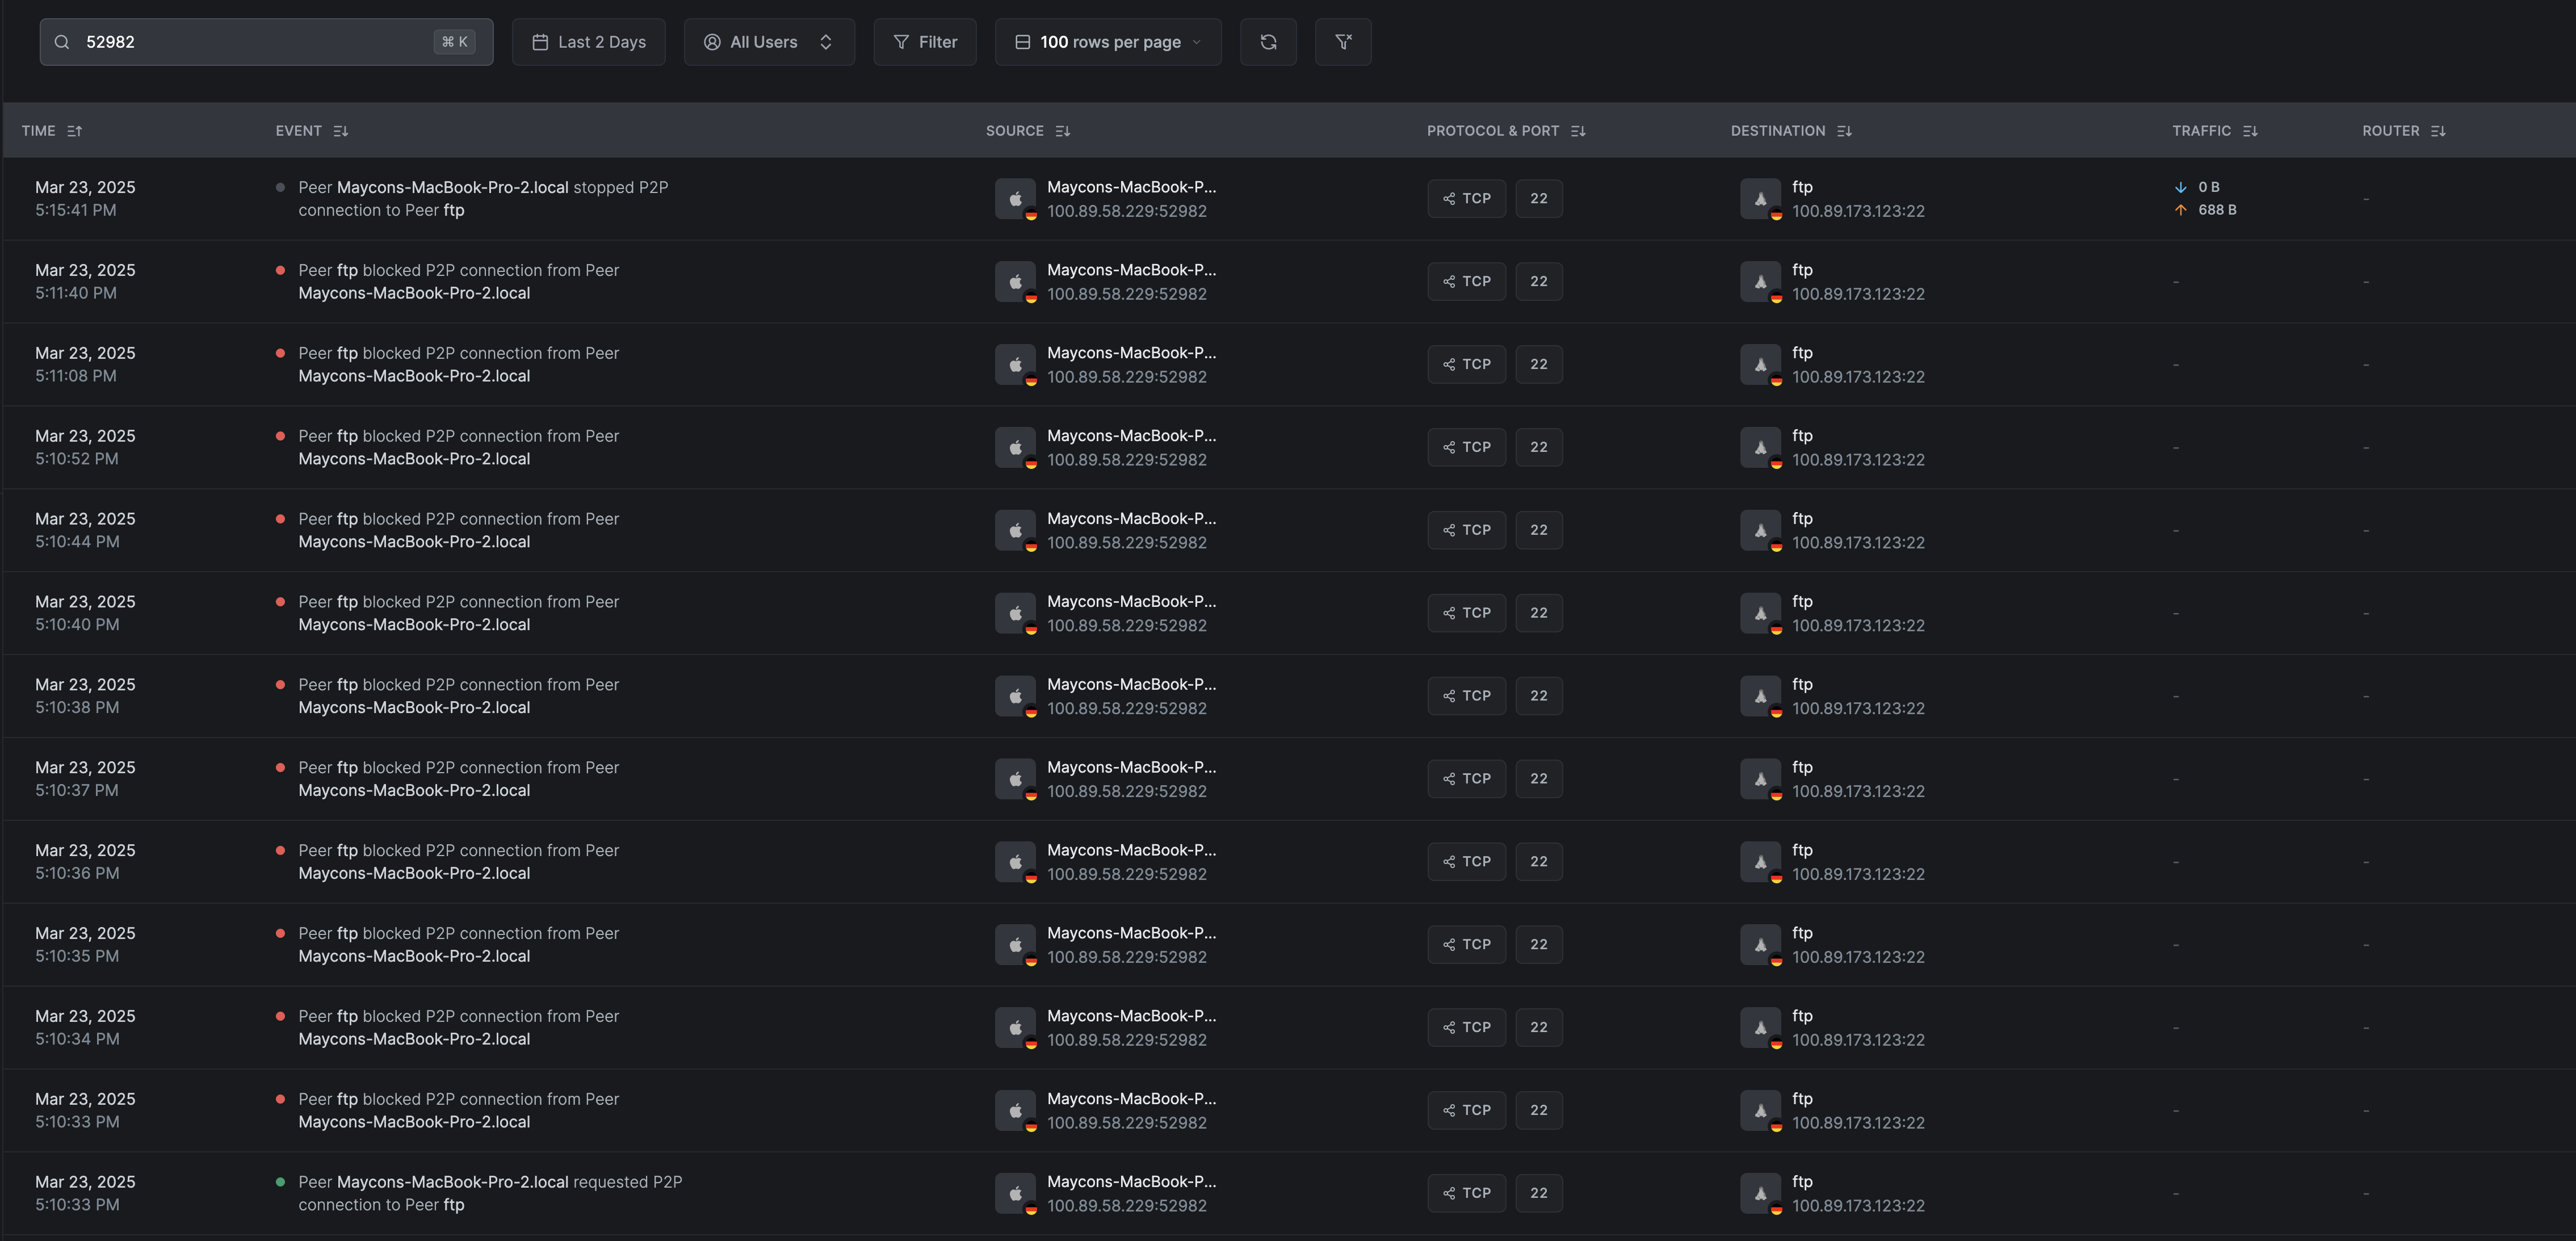 52982 ⌘ K Last 2 Days All Users Filter 100 rows per page
TIME EVENT SOURCE PROTOCOL & PORT DESTINATION TRAFFIC ROUTER
Mar 23, 2025 Peer Maycons-MacBook-Pro-2.local stopped P2P Maycons-MacBook-P... TCP 22 ftp 0 B -
5:15:41 PM connection to Peer ftp 100.89.58.229:52982 100.89.173.123:22 688 B
Mar 23, 2025 Peer ftp blocked P2P connection from Peer Maycons-MacBook-P... TCP 22 ftp - -
5:11:40 PM Maycons-MacBook-Pro-2.local 100.89.58.229:52982 100.89.173.123:22
Mar 23, 2025 Peer ftp blocked P2P connection from Peer Maycons-MacBook-P... TCP 22 ftp - -
5:11:08 PM Maycons-MacBook-Pro-2.local 100.89.58.229:52982 100.89.173.123:22
Mar 23, 2025 Peer ftp blocked P2P connection from Peer Maycons-MacBook-P... TCP 22 ftp - -
5:10:52 PM Maycons-MacBook-Pro-2.local 100.89.58.229:52982 100.89.173.123:22
Mar 23, 2025 Peer ftp blocked P2P connection from Peer Maycons-MacBook-P... TCP 22 ftp - -
5:10:44 PM Maycons-MacBook-Pro-2.local 100.89.58.229:52982 100.89.173.123:22
Mar 23, 2025 Peer ftp blocked P2P connection from Peer Maycons-MacBook-P... TCP 22 ftp - -
5:10:40 PM Maycons-MacBook-Pro-2.local 100.89.58.229:52982 100.89.173.123:22
Mar 23, 2025 Peer ftp blocked P2P connection from Peer Maycons-MacBook-P... TCP 22 ftp - -
5:10:38 PM Maycons-MacBook-Pro-2.local 100.89.58.229:52982 100.89.173.123:22
Mar 23, 2025 Peer ftp blocked P2P connection from Peer Maycons-MacBook-P... TCP 22 ftp - -
5:10:37 PM Maycons-MacBook-Pro-2.local 100.89.58.229:52982 100.89.173.123:22
Mar 23, 2025 Peer ftp blocked P2P connection from Peer Maycons-MacBook-P... TCP 22 ftp - -
5:10:36 PM Maycons-MacBook-Pro-2.local 100.89.58.229:52982 100.89.173.123:22
Mar 23, 2025 Peer ftp blocked P2P connection from Peer Maycons-MacBook-P... TCP 22 ftp - -
5:10:35 PM Maycons-MacBook-Pro-2.local 100.89.58.229:52982 100.89.173.123:22
Mar 23, 2025 Peer ftp blocked P2P connection from Peer Maycons-MacBook-P... TCP 22 ftp - -
5:10:34 PM Maycons-MacBook-Pro-2.local 100.89.58.229:52982 100.89.173.123:22
Mar 23, 2025 Peer ftp blocked P2P connection from Peer Maycons-MacBook-P... TCP 22 ftp - -
5:10:33 PM Maycons-MacBook-Pro-2.local 100.89.58.229:52982 100.89.173.123:22
Mar 23, 2025 Peer Maycons-MacBook-Pro-2.local requested P2P Maycons-MacBook-P... TCP 22 ftp - -
5:10:33 PM connection to Peer ftp 100.89.58.229:52982 100.89.173.123:22